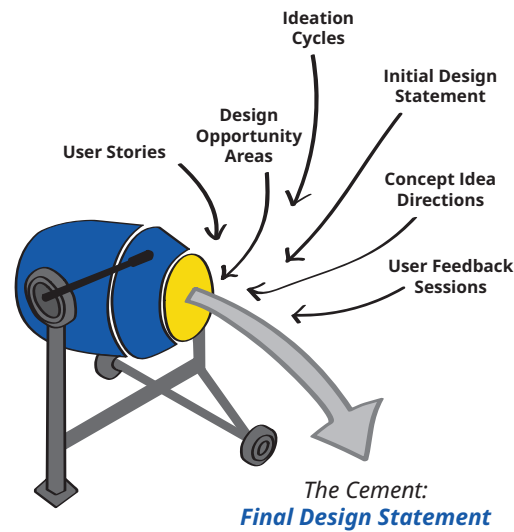 Ideation
Cycles
Initial Design
Statement
Design
Opportunity
Areas
User Stories
Concept Idea
Directions
User Feedback
Sessions
The Cement:
Final Design Statement